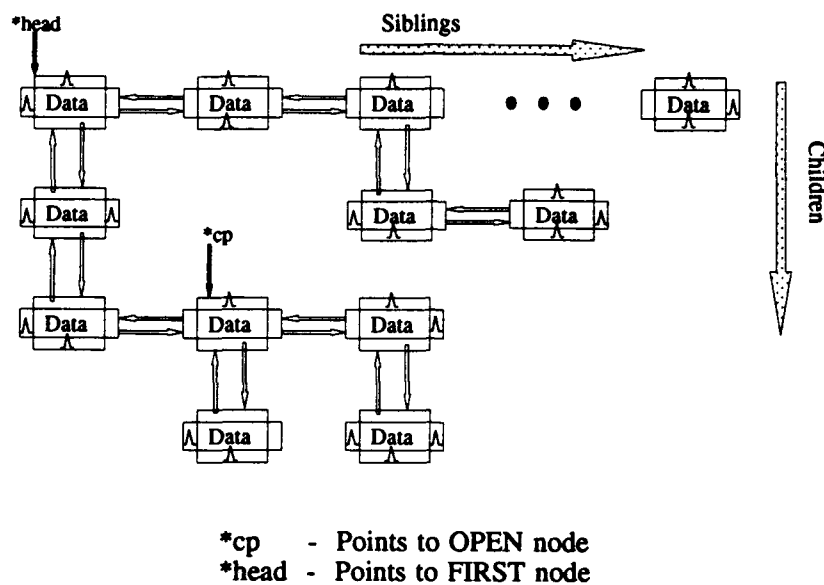 *head
Siblings
Data Data Data Data
Children
Data Data Data
*cp
Data Data Data
Data Data
*cp - Points to OPEN node
*head - Points to FIRST node